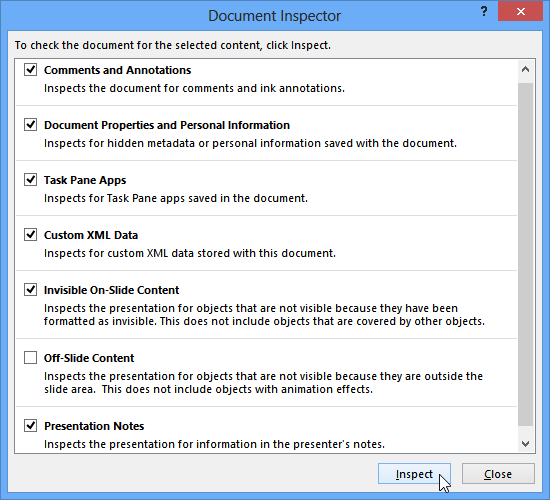 Document Inspector
?
To check the document for the selected content, click Inspect.
Comments and Annotations
Inspects the document for comments and ink annotations.
Document Properties and Personal Information
Inspects for hidden metadata or personal information saved with the document.
Task Pane Apps
Inspects for Task Pane apps saved in the document.
Custom XML Data
Inspects for custom XML data stored with this document.
Invisible On-Slide Content
Inspects the presentation for objects that are not visible because they have been
formatted as invisible. This does not include objects that are covered by other objects.
Off-Slide Content
Inspects the presentation for objects that are not visible because they are outside the
slide area.  This does not include objects with animation effects.
Presentation Notes
Inspects the presentation for information in the presenter's notes.
Inspect
Close